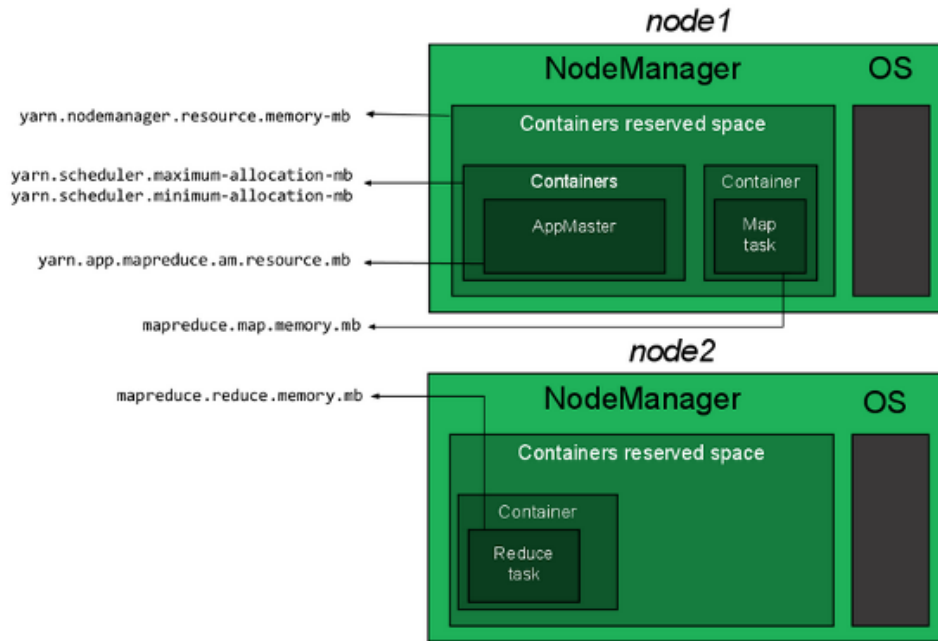 node1
NodeManager
OS
yarn.nodemanager.resource.memory-mb
Containers reserved space
yarn.scheduler.maximum-allocation-mb
yarn.scheduler.minimum-allocation-mb
Containers
Container
AppMaster
Map
task
yarn.app.mapreduce.am.resource.mb
mapreduce.map.memory.mb
node2
mapreduce.reduce.memory.mb
NodeManager
OS
Containers reserved space
Container
Reduce
task